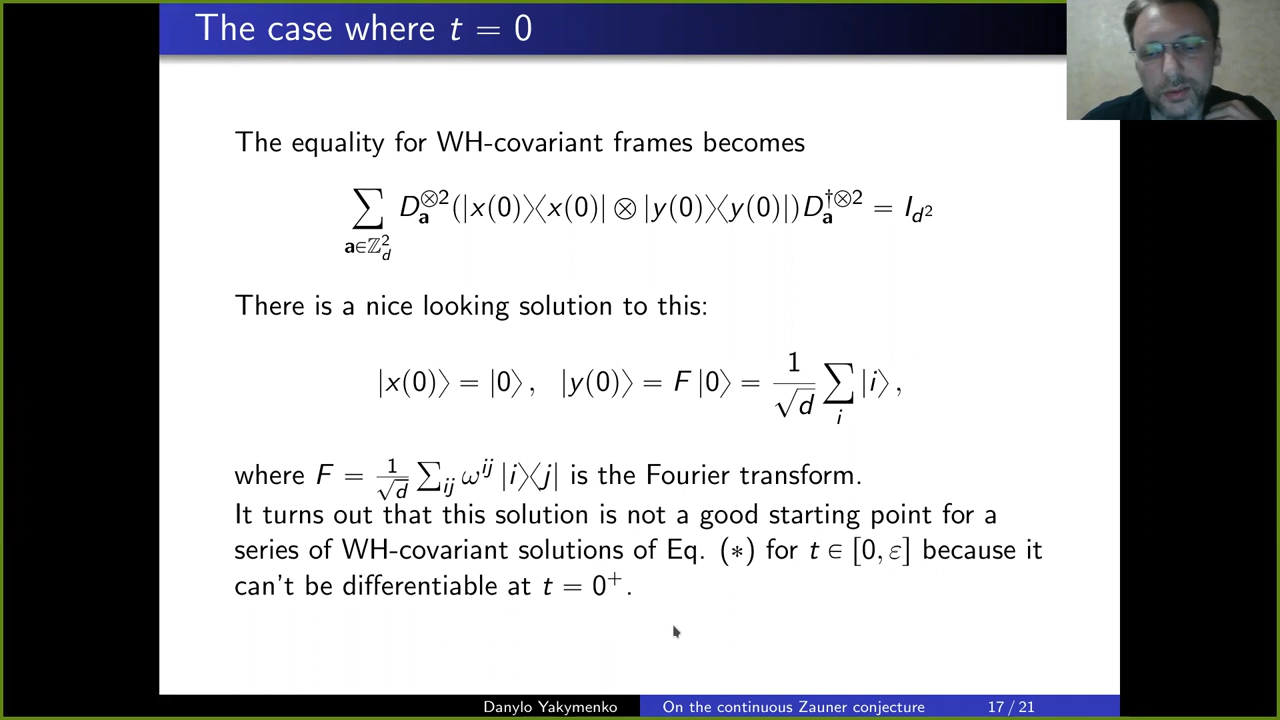 The case where t = 0
The equality for WH-covariant frames becomes
∑_{𝐚∈ℤ_d^2} D_𝐚^{⊗2}(|x(0)⟩⟨x(0)| ⊗ |y(0)⟩⟨y(0)|)D_𝐚^{†⊗2} = I_{d^2}
There is a nice looking solution to this:
|x(0)⟩ = |0⟩ , |y(0)⟩ = F |0⟩ = \frac{1}{\sqrt{d}} ∑_i |i⟩ ,
where F = \frac{1}{\sqrt{d}} ∑_{ij} ω^{ij} |i⟩⟨j| is the Fourier transform.
It turns out that this solution is not a good starting point for a
series of WH-covariant solutions of Eq. (∗) for t ∈ [0, ε] because it
can't be differentiable at t = 0^+.
Danylo Yakymenko On the continuous Zauner conjecture 17 / 21